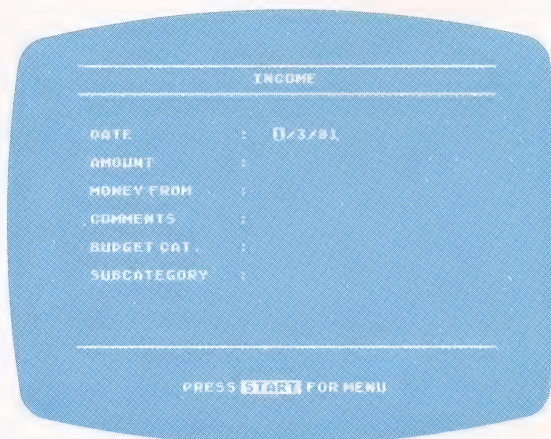 INCOME
DATE : 1/3/81
AMOUNT :
MONEY FROM :
COMMENTS :
BUDGET CAT. :
SUBCATEGORY :
PRESS START FOR MENU